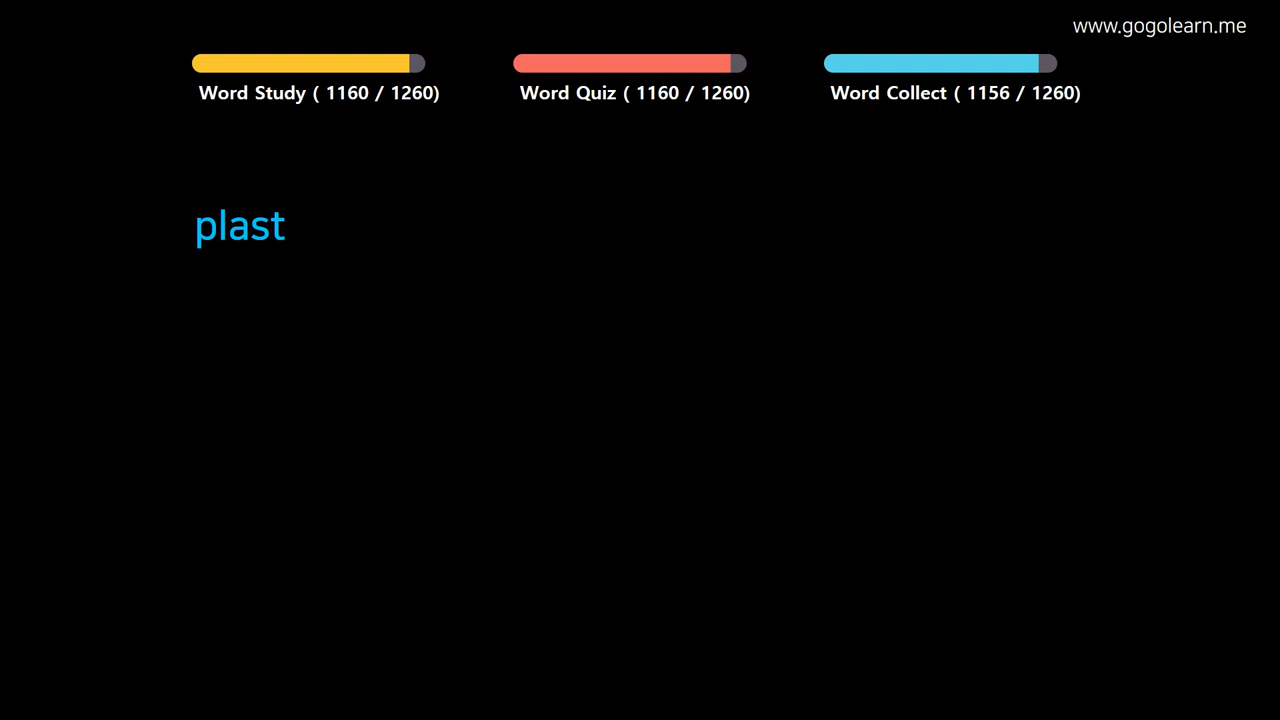 www.gogolearn.me
Word Study ( 1160 / 1260)
Word Quiz ( 1160 / 1260)
Word Collect ( 1156 / 1260)
plast